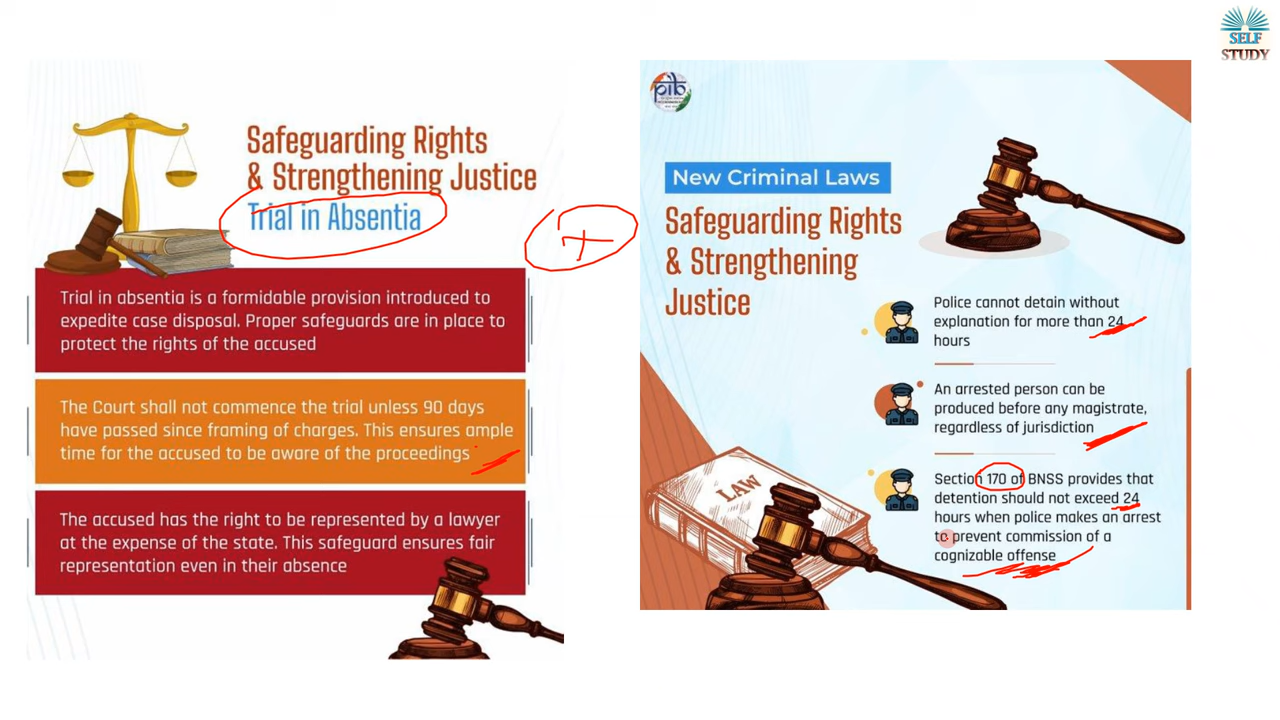 SELF
STUDY
Safeguarding Rights
& Strengthening Justice
Trial in Absentia
Trial in absentia is a formidable provision introduced to
expedite case disposal. Proper safeguards are in place to
protect the rights of the accused
The Court shall not commence the trial unless 90 days
have passed since framing of charges. This ensures ample
time for the accused to be aware of the proceedings
The accused has the right to be represented by a lawyer
at the expense of the state. This safeguard ensures fair
representation even in their absence
pib
New Criminal Laws
Safeguarding Rights
& Strengthening
Justice
Police cannot detain without
explanation for more than 24
hours
An arrested person can be
produced before any magistrate,
regardless of jurisdiction
Section 170 of BNSS provides that
detention should not exceed 24
hours when police makes an arrest
to prevent commission of a
cognizable offense
LAW